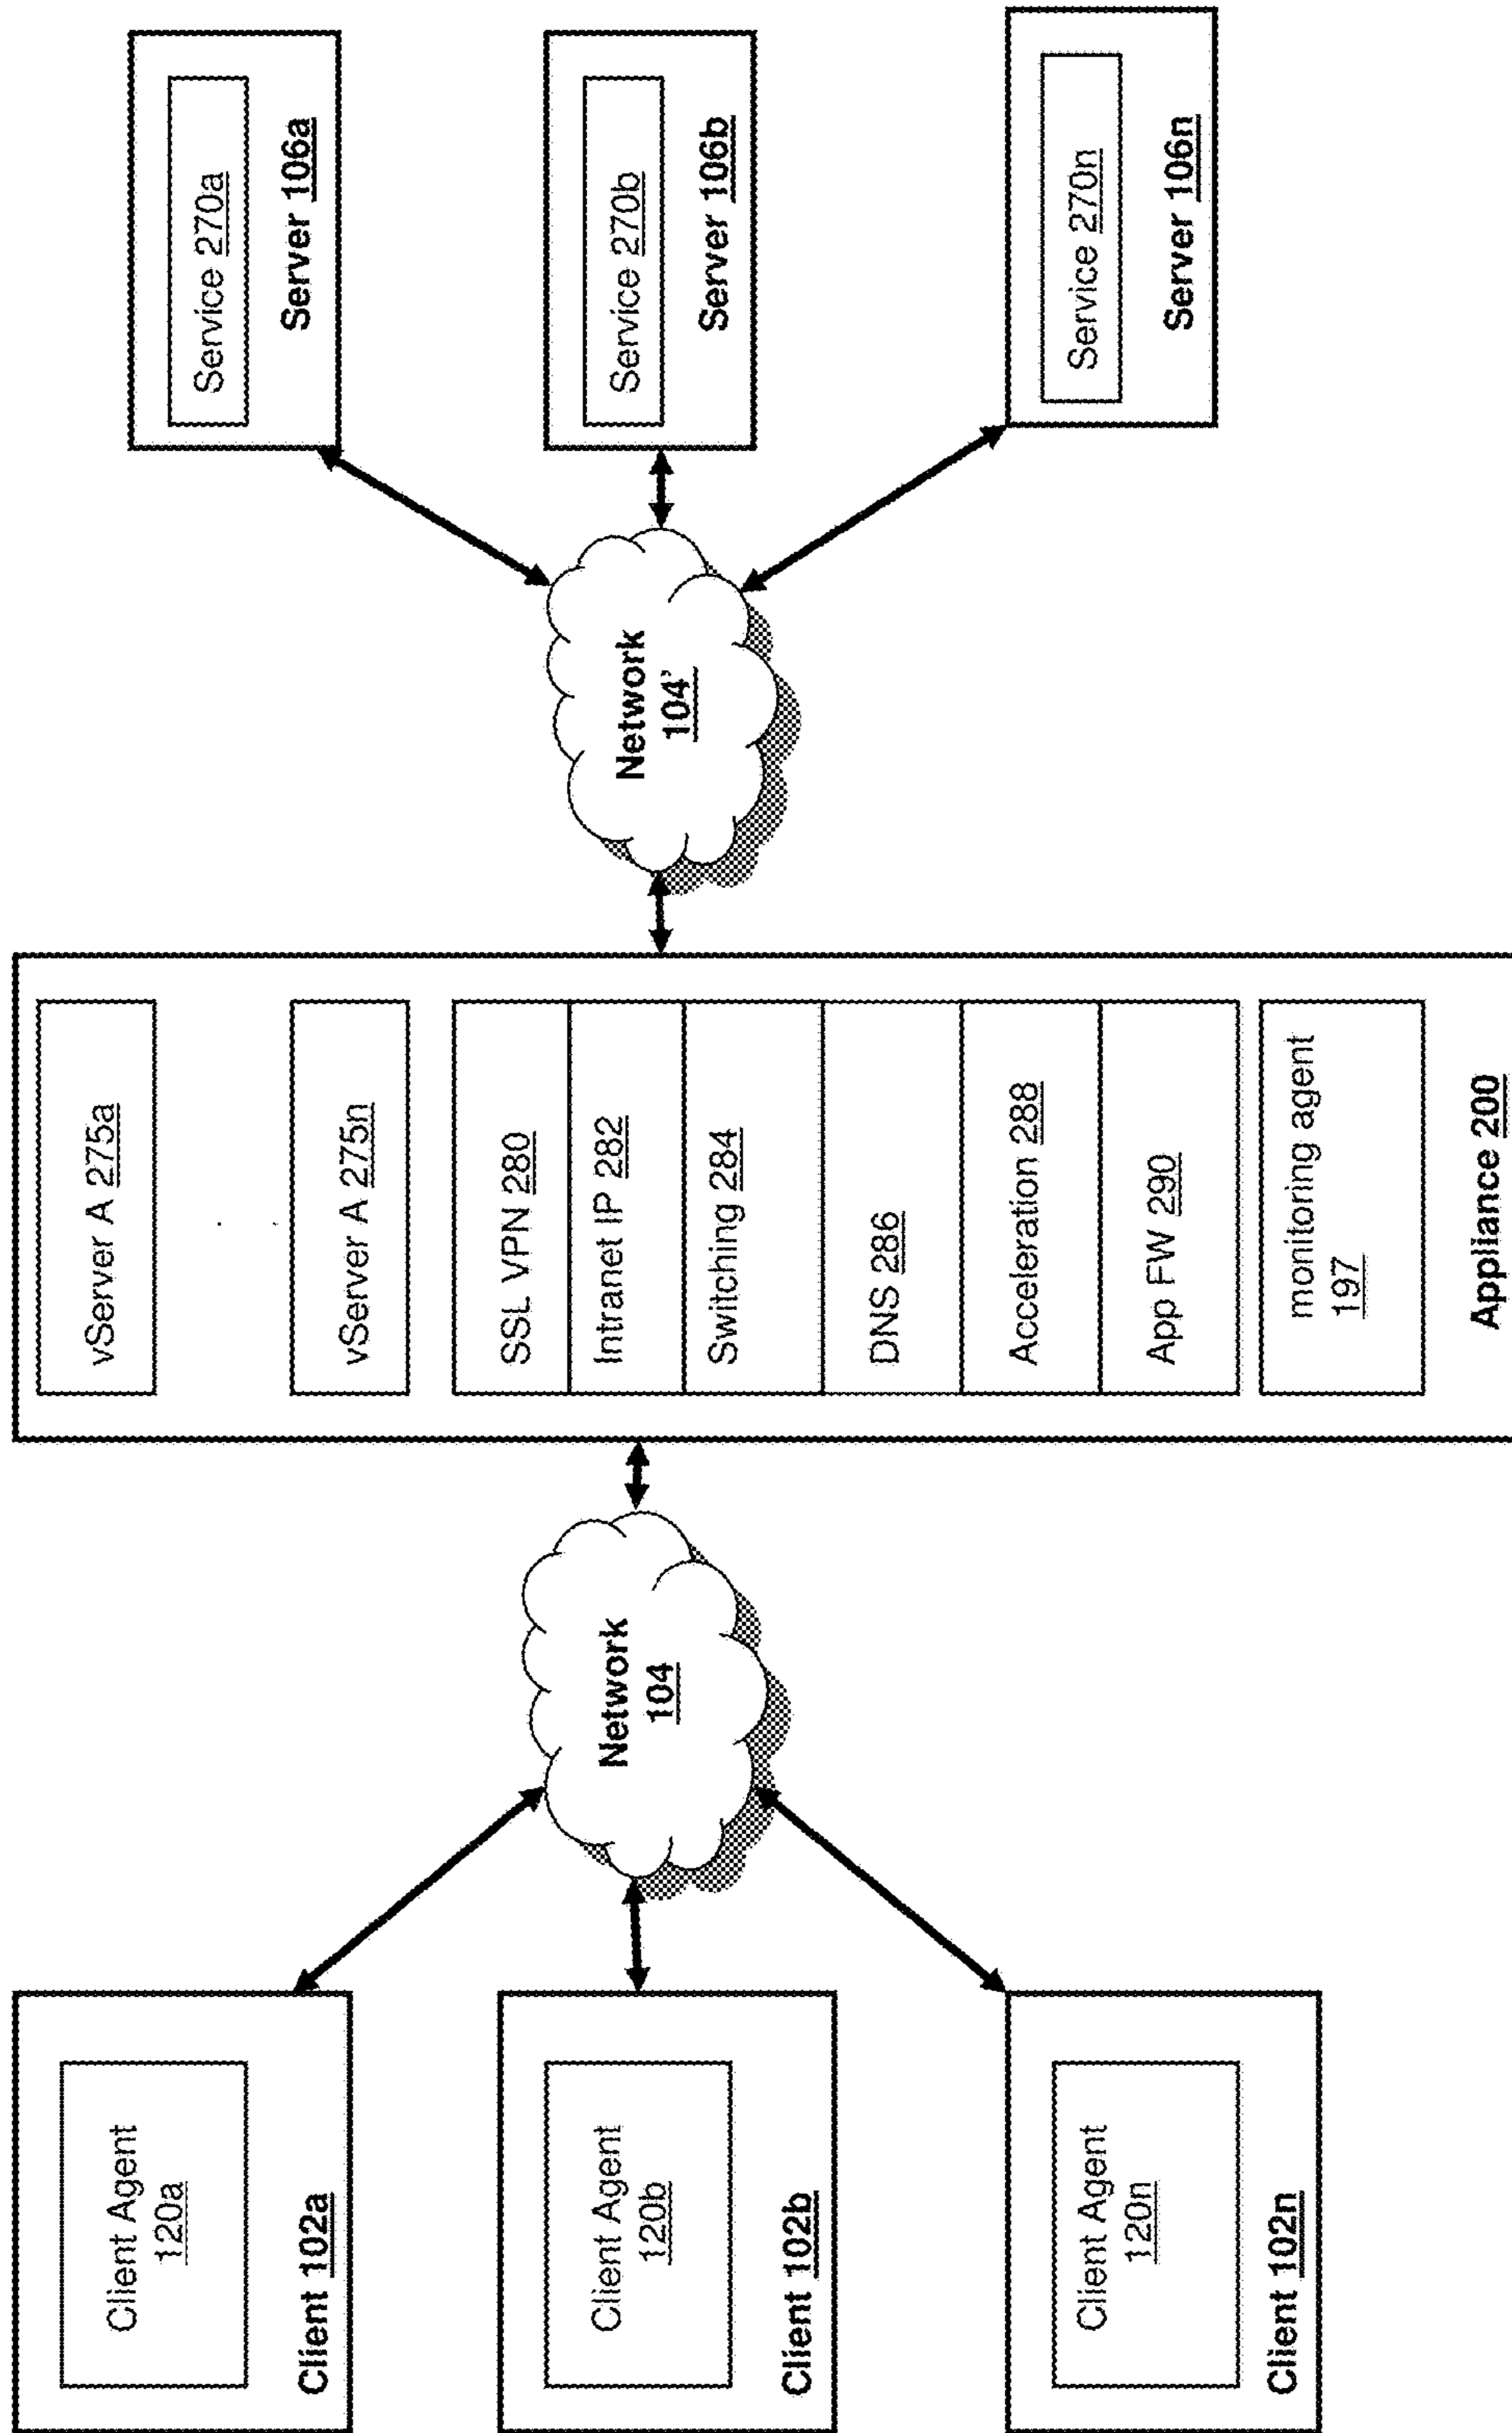 Client Agent
120a
Client 102a
Client Agent
120b
Client 102b
Client Agent
120n
Client 102n
Network
104
vServer A 275a
vServer A 275n
SSL VPN 280
Intranet IP 282
Switching 284
DNS 286
Acceleration 288
App FW 290
monitoring agent
197
Appliance 200
Network
104'
Service 270a
Server 106a
Service 270b
Server 106b
Service 270n
Server 106n